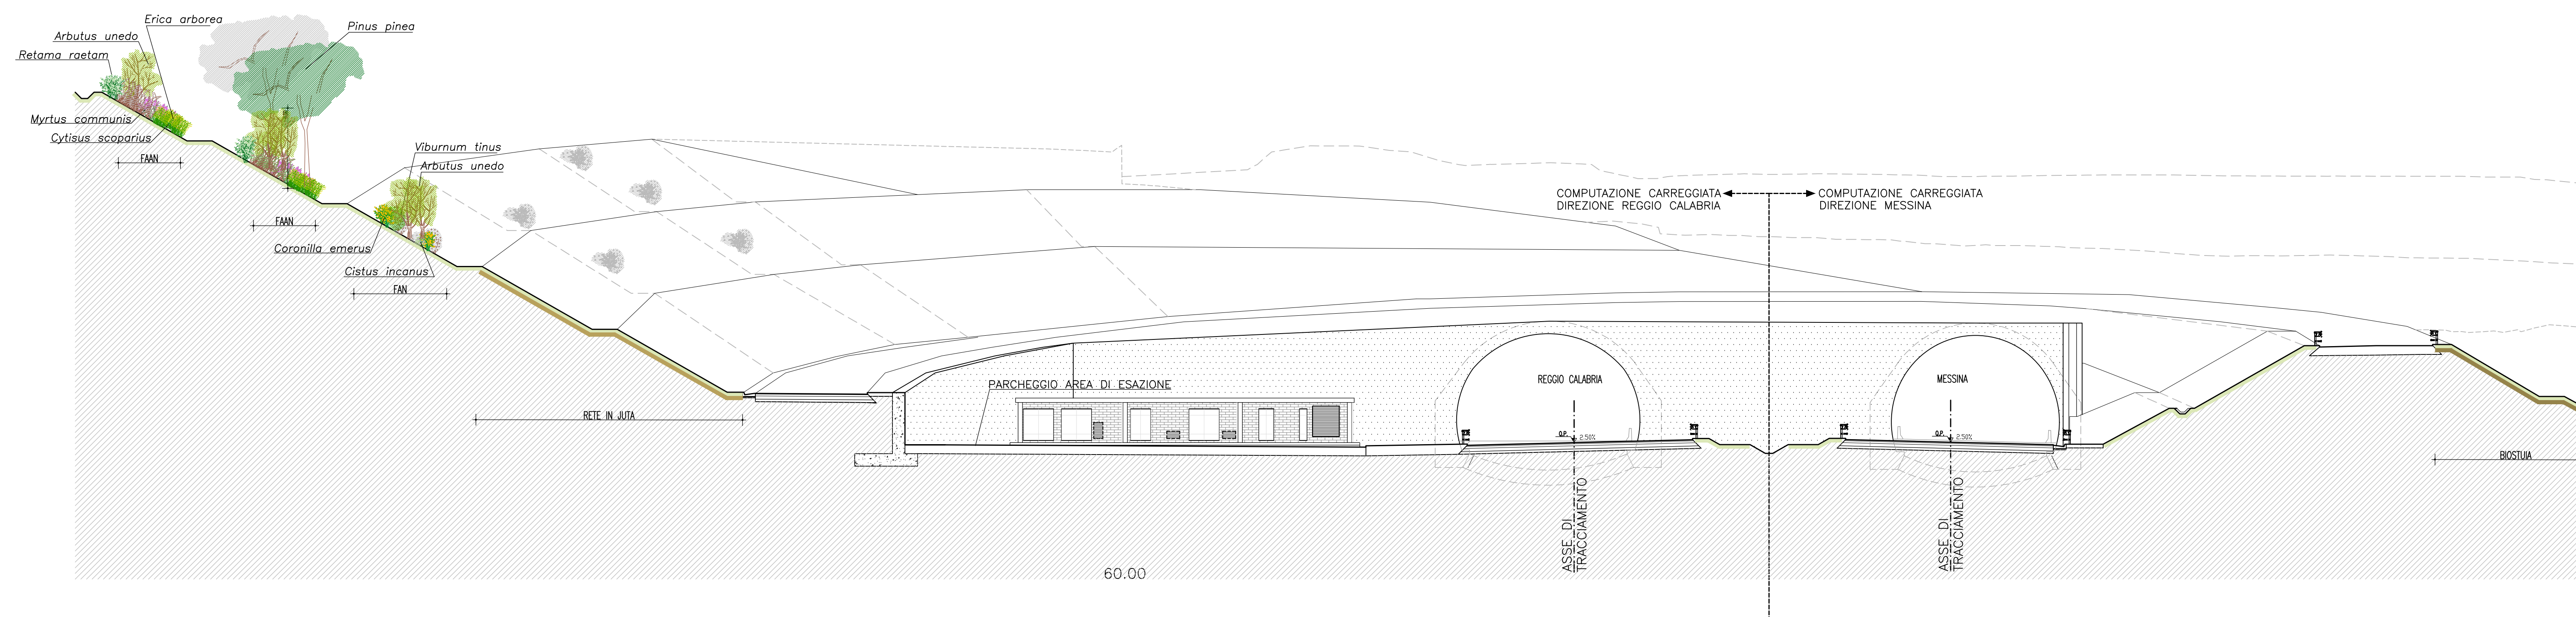 Erica arborea
Arbutus unedo
Pinus pinea
Retama raetam
Myrtus communis
Cytisus scoparius
FAAN
Viburnum tinus
Arbutus unedo
FAAN
Coronilla emerus
Cistus incanus
FAN
COMPUTAZIONE CARREGGIATA
DIREZIONE REGGIO CALABRIA
COMPUTAZIONE CARREGGIATA
DIREZIONE MESSINA
PARCHEGGIO AREA DI ESAZIONE
REGGIO CALABRIA
MESSINA
RETE IN JUTA
Q.P.
2.50%
Q.P.
2.50%
BIOSTUIA
ASSE DI
TRACCIAMENTO
ASSE DI
TRACCIAMENTO
60.00